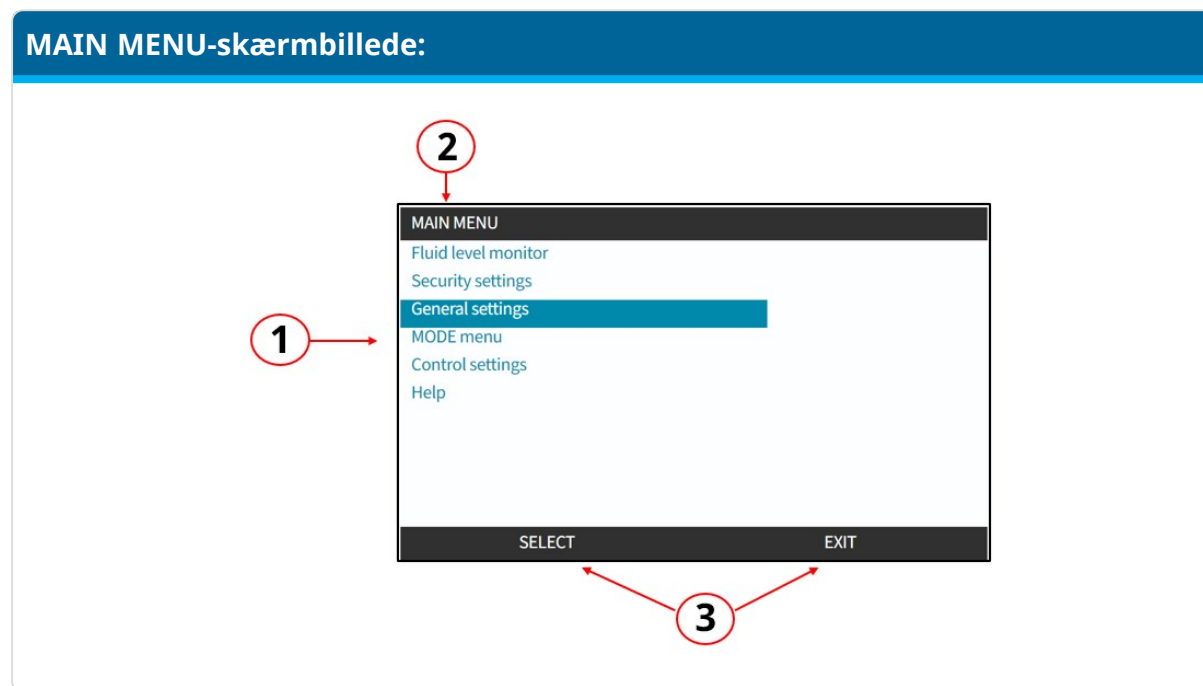 MAIN MENU-skærmbillede:
2
MAIN MENU
Fluid level monitor
Security settings
General settings
1
MODE menu
Control settings
Help
SELECT EXIT
3